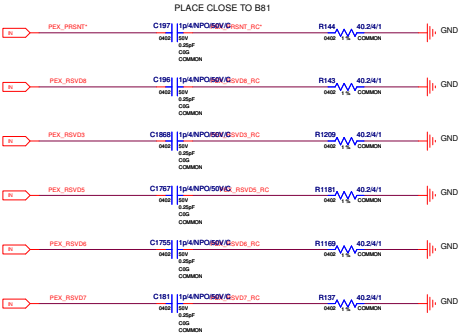 PLACE CLOSE TO B81
IN PEX_PRSNT* C197 1p/4/NPO/50V/C PRSNT_RC* R144 40.2/4/1 GND
0402 50V 0402 1% COMMON
0.25pF
C0G
COMMON
IN PEX_RSVD8 C196 1p/4/NPO/50V/C RSVD8_RC R143 40.2/4/1 GND
0402 50V 0402 1% COMMON
0.25pF
C0G
COMMON
IN PEX_RSVD3 C1868 1p/4/NPO/50V/C RSVD3_RC R1209 40.2/4/1 GND
0402 50V 0402 1% COMMON
0.25pF
C0G
COMMON
IN PEX_RSVD5 C1767 1p/4/NPO/50V/C RSVD5_RC R1181 40.2/4/1 GND
0402 50V 0402 1% COMMON
0.25pF
C0G
COMMON
IN PEX_RSVD6 C1755 1p/4/NPO/50V/C RSVD6_RC R1169 40.2/4/1 GND
0402 50V 0402 1% COMMON
0.25pF
C0G
COMMON
IN PEX_RSVD7 C181 1p/4/NPO/50V/C RSVD7_RC R137 40.2/4/1 GND
0402 50V 0402 1% COMMON
0.25pF
C0G
COMMON